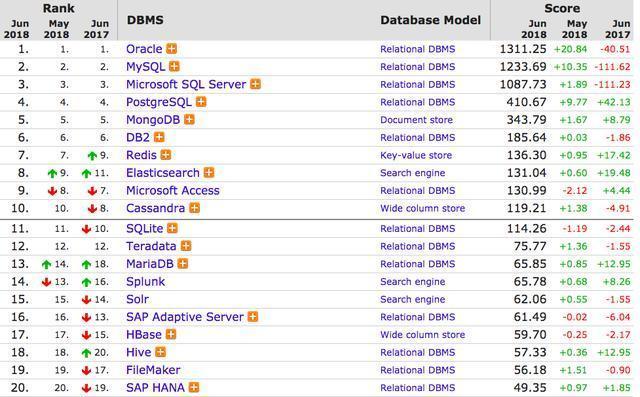 Rank DBMS Database Model Score
Jun 2018 May 2018 Jun 2017 Jun 2018 May 2018 Jun 2017
1. 1. 1. Oracle Relational DBMS 1311.25 +20.84 -40.51
2. 2. 2. MySQL Relational DBMS 1233.69 +10.35 -111.62
3. 3. 3. Microsoft SQL Server Relational DBMS 1087.73 +1.89 -111.23
4. 4. 4. PostgreSQL Relational DBMS 410.67 +9.77 +42.13
5. 5. 5. MongoDB Document store 343.79 +1.67 +8.79
6. 6. 6. DB2 Relational DBMS 185.64 +0.03 -1.86
7. 7. 9. Redis Key-value store 136.30 +0.95 +17.42
8. 9. 11. Elasticsearch Search engine 131.04 +0.60 +19.48
9. 8. 7. Microsoft Access Relational DBMS 130.99 -2.12 +4.44
10. 10. 8. Cassandra Wide column store 119.21 +1.38 -4.91
11. 11. 10. SQLite Relational DBMS 114.26 -1.19 -2.44
12. 12. 12. Teradata Relational DBMS 75.77 +1.36 -1.55
13. 14. 18. MariaDB Relational DBMS 65.85 +0.85 +12.95
14. 13. 16. Splunk Search engine 65.78 +0.68 +8.26
15. 15. 14. Solr Search engine 62.06 +0.55 -1.55
16. 16. 13. SAP Adaptive Server Relational DBMS 61.49 -0.02 -6.04
17. 17. 15. HBase Wide column store 59.70 -0.25 -2.17
18. 18. 20. Hive Relational DBMS 57.33 +0.36 +12.95
19. 19. 17. FileMaker Relational DBMS 56.18 +1.51 -0.90
20. 20. 19. SAP HANA Relational DBMS 49.35 +0.97 +1.85